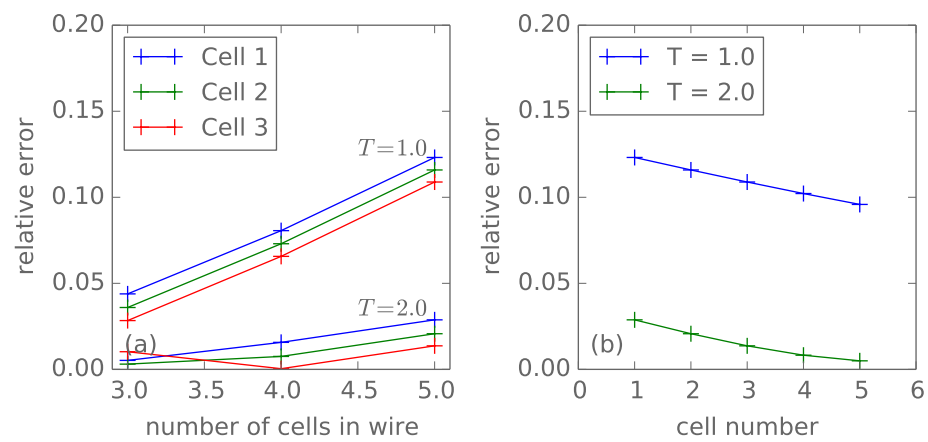 0.20
0.15
0.10
0.05
0.00
relative error
Cell 1
Cell 2
Cell 3
T=1.0
T=2.0
(a)
3.0 3.5 4.0 4.5 5.0
number of cells in wire
0.20
0.15
0.10
0.05
0.00
relative error
T = 1.0
T = 2.0
(b)
0 1 2 3 4 5 6
cell number